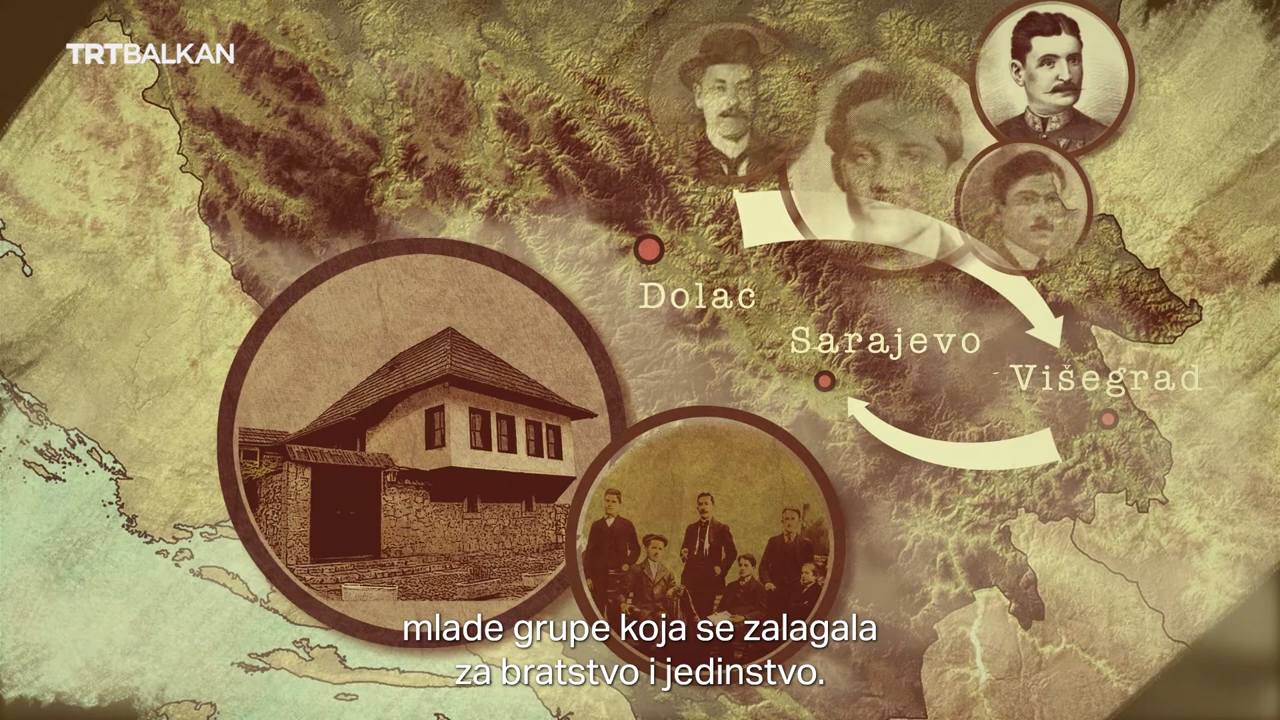 TRTBALKAN
Dolac
Sarajevo
Višegrad
mlade grupe koja se zalagala
za bratstvo i jedinstvo.